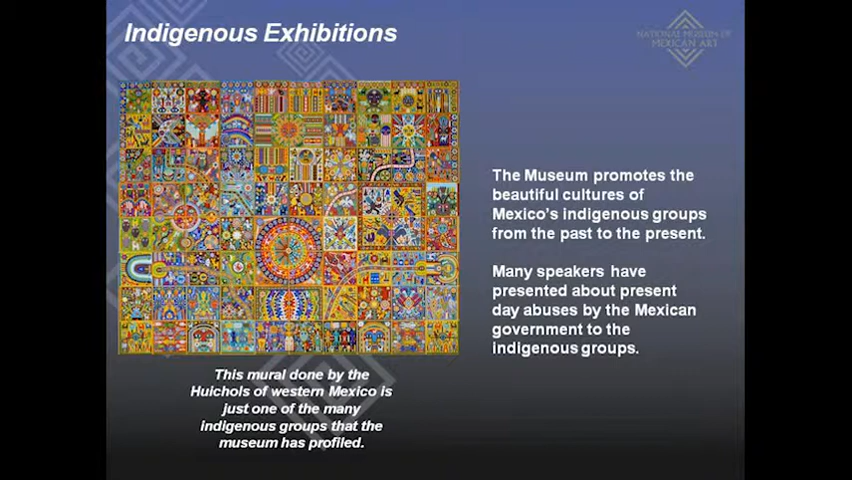 Indigenous Exhibitions
NATIONAL MUSEUM OF
MEXICAN ART
The Museum promotes the
beautiful cultures of
Mexico's indigenous groups
from the past to the present.
Many speakers have
presented about present
day abuses by the Mexican
government to the
indigenous groups.
This mural done by the
Huichols of western Mexico is
just one of the many
indigenous groups that the
museum has profiled.